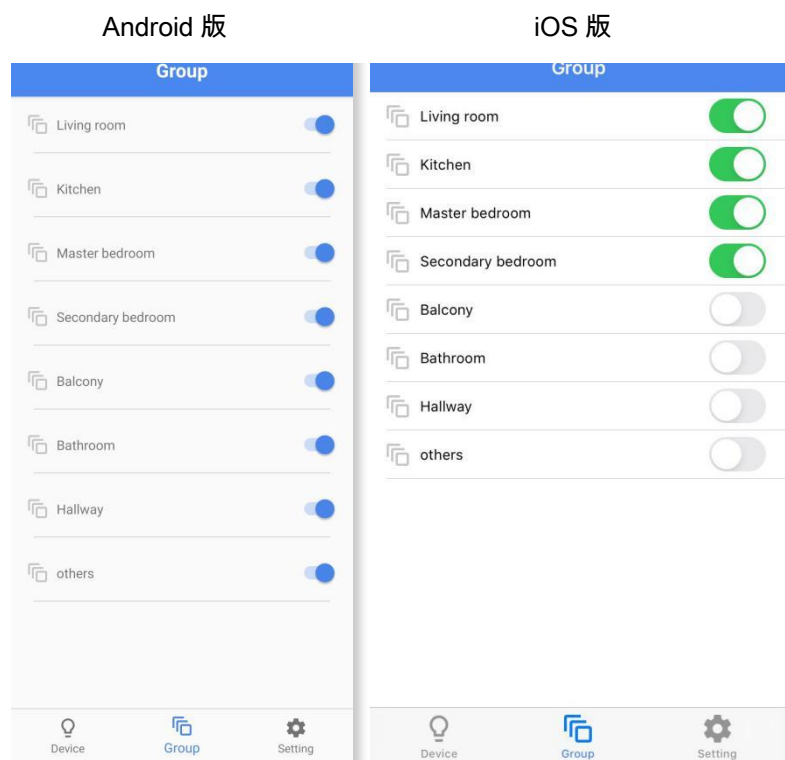 Android 版
iOS 版
Group
Living room
Kitchen
Master bedroom
Secondary bedroom
Balcony
Bathroom
Hallway
others
Device
Group
Setting
Group
Living room
Kitchen
Master bedroom
Secondary bedroom
Balcony
Bathroom
Hallway
others
Device
Group
Setting